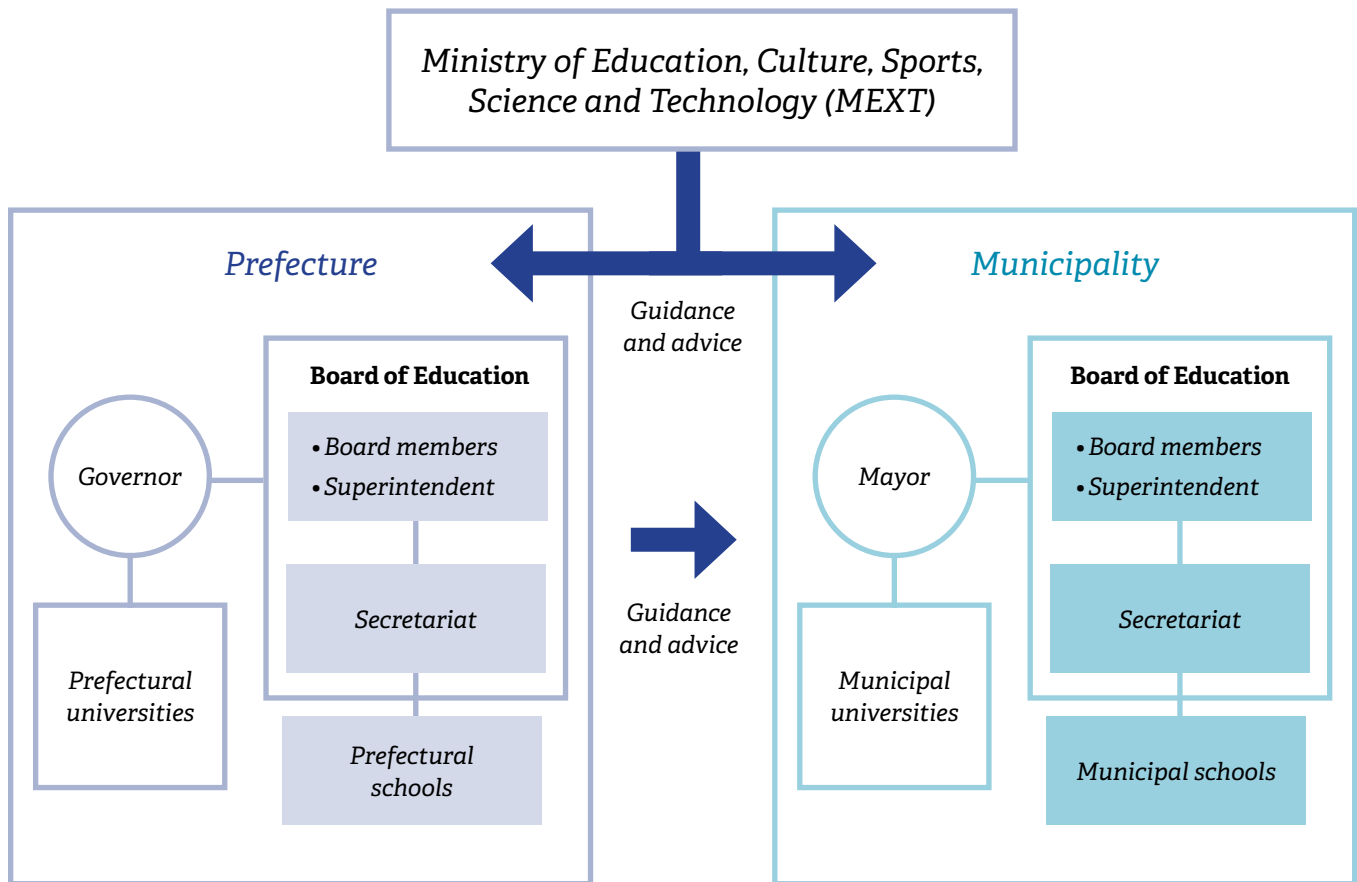 Ministry of Education, Culture, Sports,
Science and Technology (MEXT)
Prefecture
Guidance
and advice
Municipality
Board of Education
• Board members
• Superintendent
Governor
Secretariat
Prefectural
universities
Prefectural
schools
Guidance
and advice
Board of Education
• Board members
• Superintendent
Mayor
Secretariat
Municipal
universities
Municipal schools